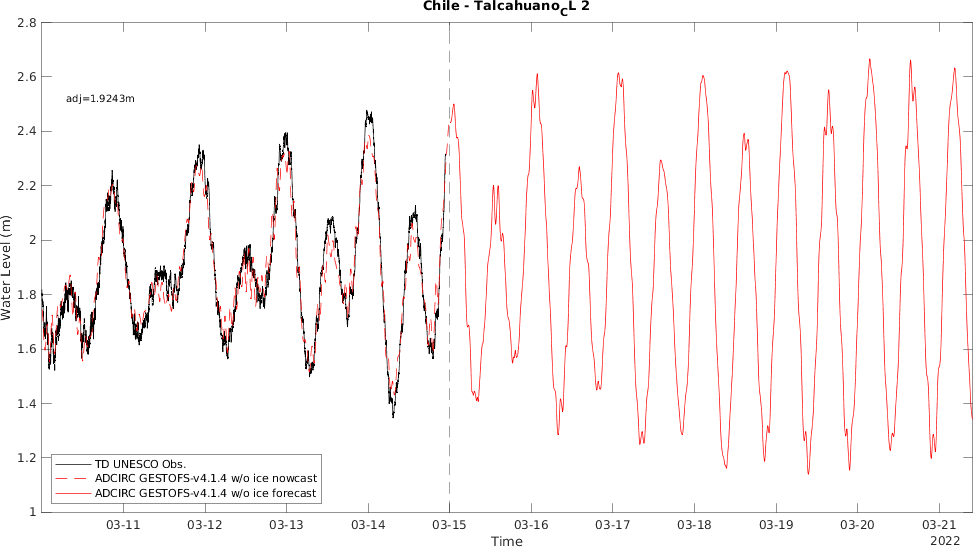 Chile - Talcahuano_CL 2
2.8
2.6
adj=1.9243m
2.4
2.2
2
1.8
1.6
1.4
1.2
1
Water Level (m)
TD UNESCO Obs.
ADCIRC GESTOFS-v4.1.4 w/o ice nowcast
ADCIRC GESTOFS-v4.1.4 w/o ice forecast
03-11 03-12 03-13 03-14 03-15 03-16 03-17 03-18 03-19 03-20 03-21
Time
2022